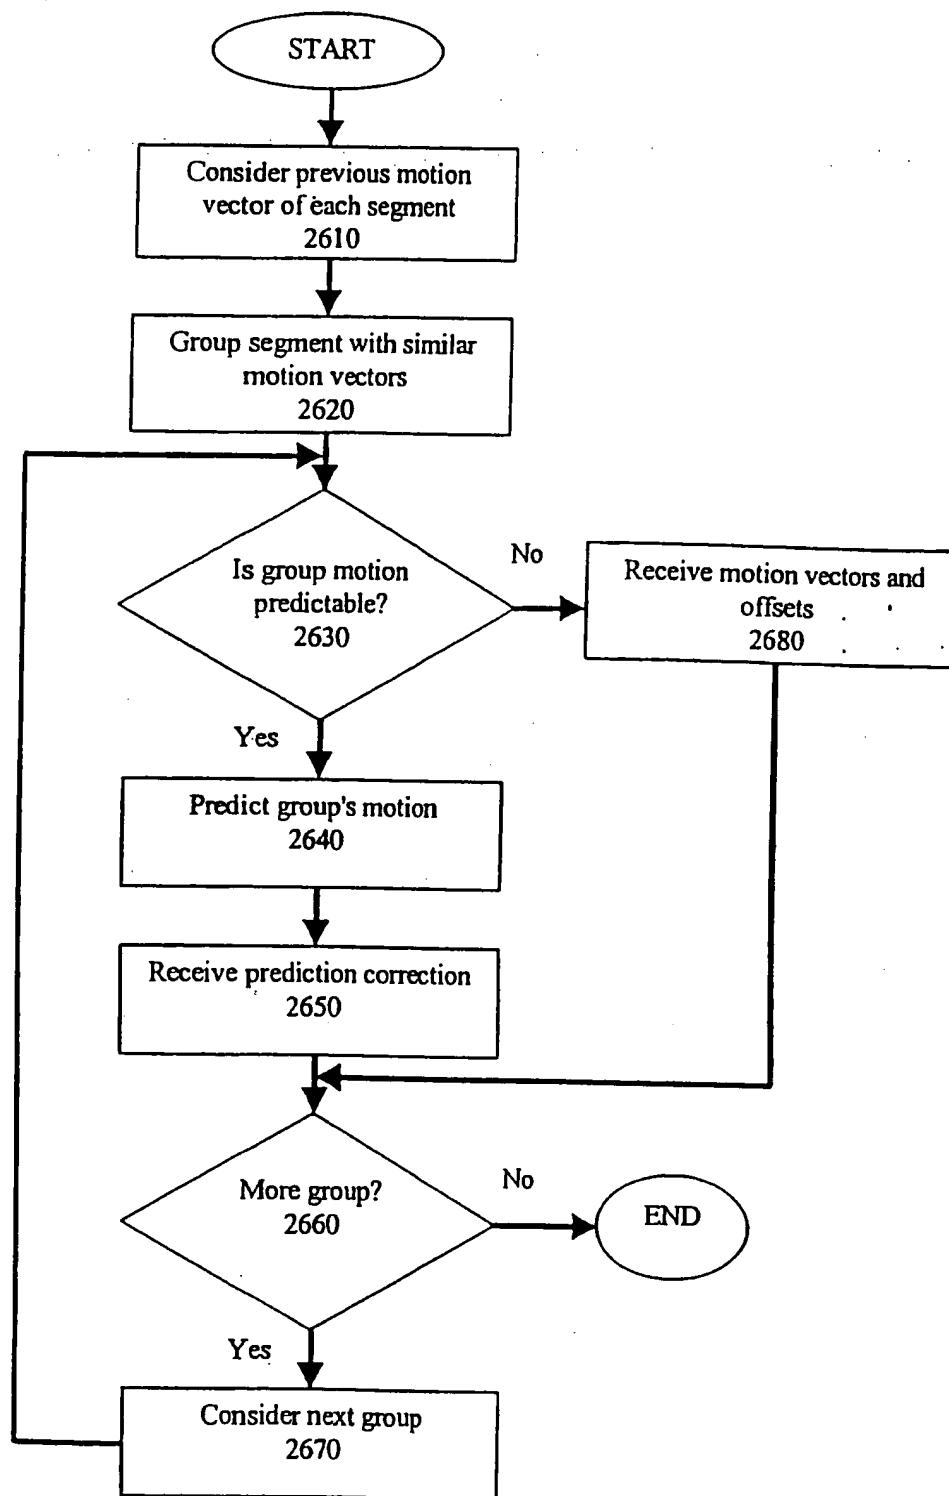 START
Consider previous motion
vector of each segment
2610
Group segment with similar
motion vectors
2620
Is group motion
predictable?
2630
No
Receive motion vectors and
offsets
2680
Yes
Predict group's motion
2640
Receive prediction correction
2650
More group?
2660
No
END
Yes
Consider next group
2670